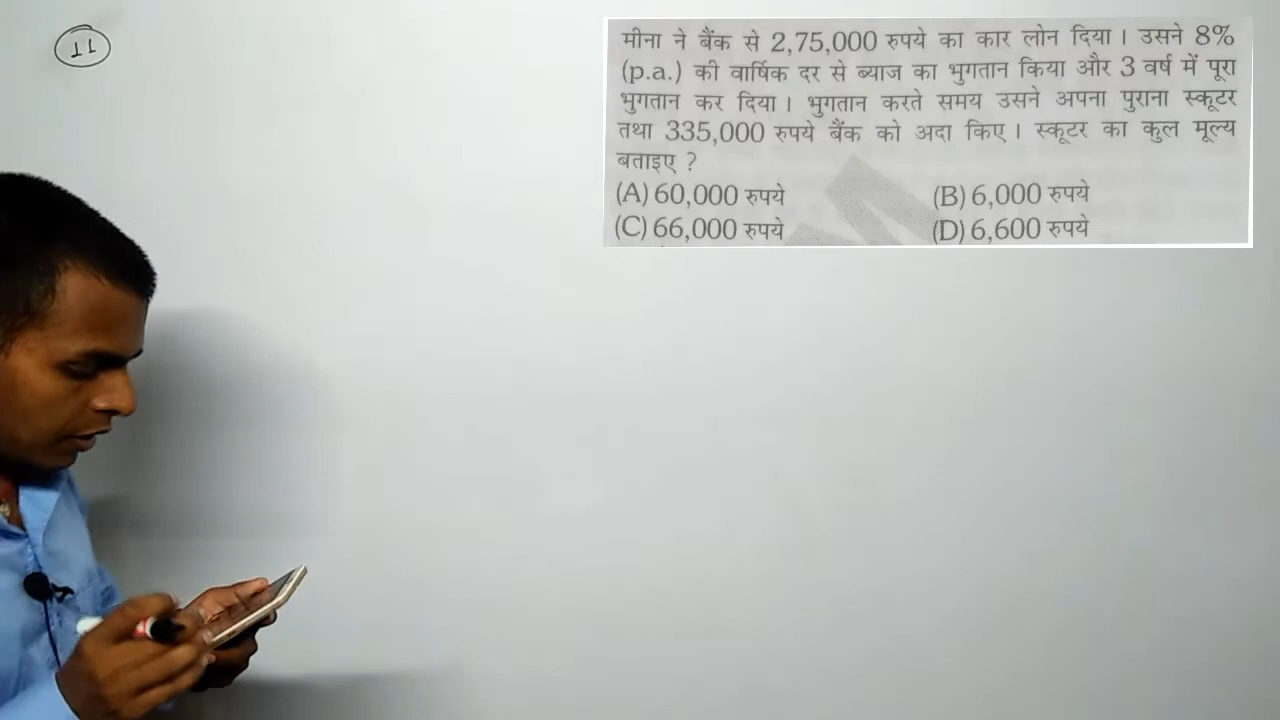 11
मीना ने बैंक से 2,75,000 रुपये का कार लोन दिया। उसने 8%
(p.a.) की वार्षिक दर से ब्याज का भुगतान किया और 3 वर्ष में पूरा
भुगतान कर दिया। भुगतान करते समय उसने अपना पुराना स्कूटर
तथा 335,000 रुपये बैंक को अदा किए। स्कूटर का कुल मूल्य
बताइए ?
(A) 60,000 रुपये (B) 6,000 रुपये
(C) 66,000 रुपये (D) 6,600 रुपये